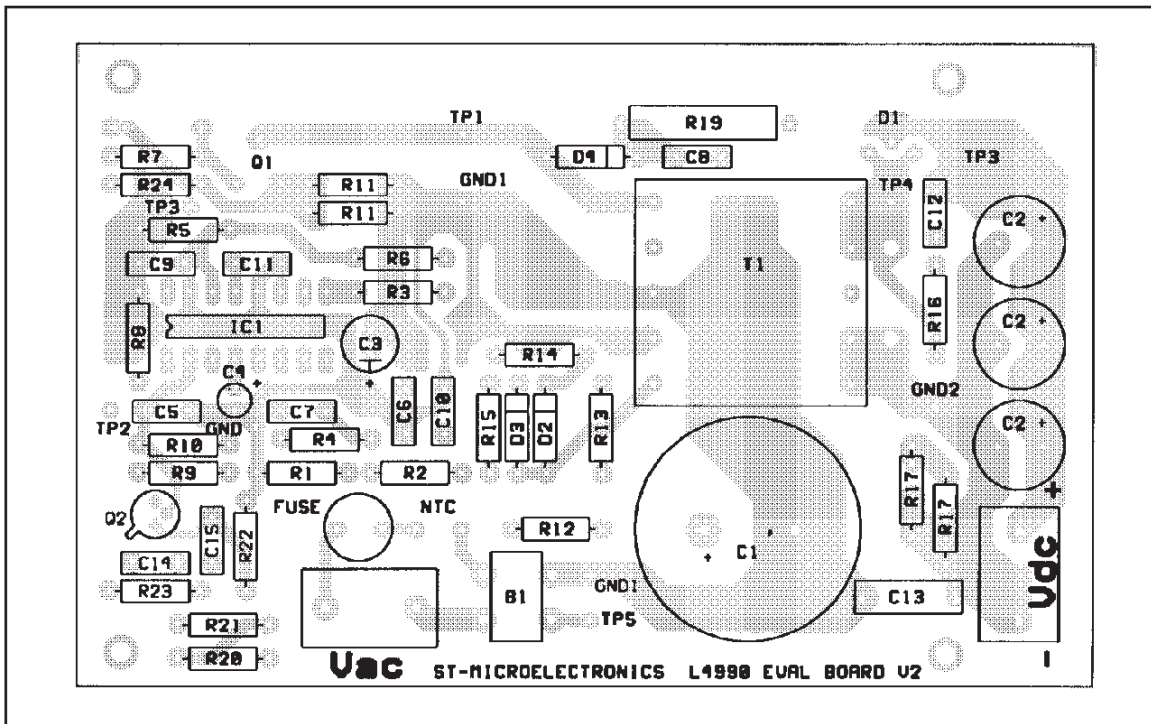 TP1
R19
D1
R7
Q1
D4
C8
TP3
R24
R11
GND1
TP4
TP3
R11
C12
R5
C2 +
C9
C11
R6
T1
R3
R16
R8
IC1
C3
C2 +
R14
+
C4 +
GND2
C5
C7
C6
C10
R15
D3
D2
R13
C2 +
TP2
GND
R4
R10
R9
R1
R2
R17
R17
+
FUSE
NTC
Q2
C15
R22
R12
C1
+
Vdc
C14
R23
B1
GND1
C13
TP5
R21
R20
Vac
ST-MICROELECTRONICS L4990 EVAL BOARD V2
-